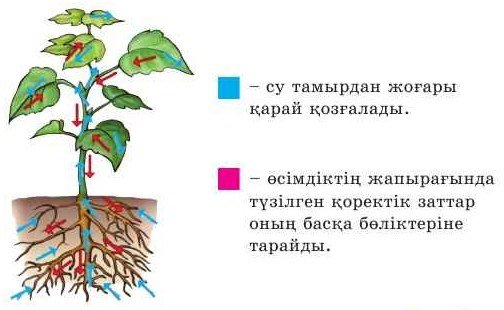 – су тамырдан жоғары
қарай қозғалады.
– өсімдіктің жапырағында
түзілген қоректік заттар
оның басқа бөліктеріне
тарайды.